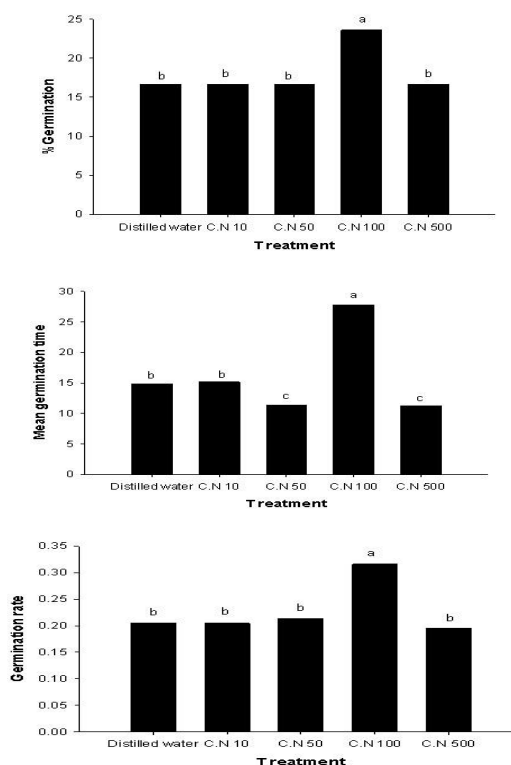 25
20
15
10
5
0
% Germination
b b b a b
Distilled water C.N 10 C.N 50 C.N 100 C.N 500
Treatment
30
25
20
15
10
5
0
Mean germination time
b b c a c
Distilled water C.N 10 C.N 50 C.N 100 C.N 500
Treatment
0.35
0.30
0.25
0.20
0.15
0.10
0.05
0.00
Germination rate
b b b a b
Distilled water C.N 10 C.N 50 C.N 100 C.N 500
Treatment